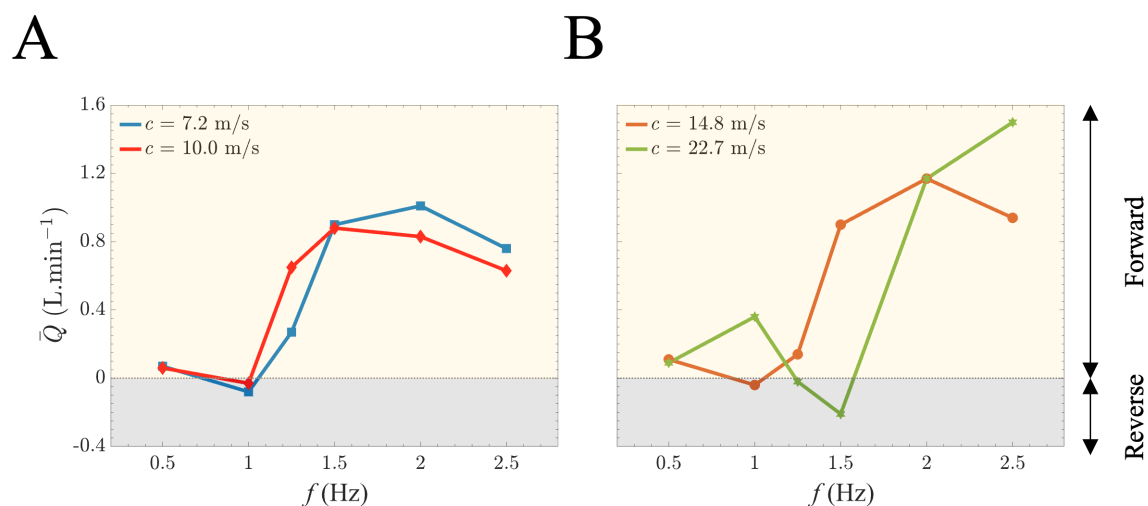 A
B
c = 7.2 m/s
c = 10.0 m/s
c = 14.8 m/s
c = 22.7 m/s
1.6
1.2
0.8
0.4
0
-0.4
Q̄ (L.min⁻¹)
0.5 1 1.5 2 2.5
f (Hz)
0.5 1 1.5 2 2.5
f (Hz)
Forward
Reverse